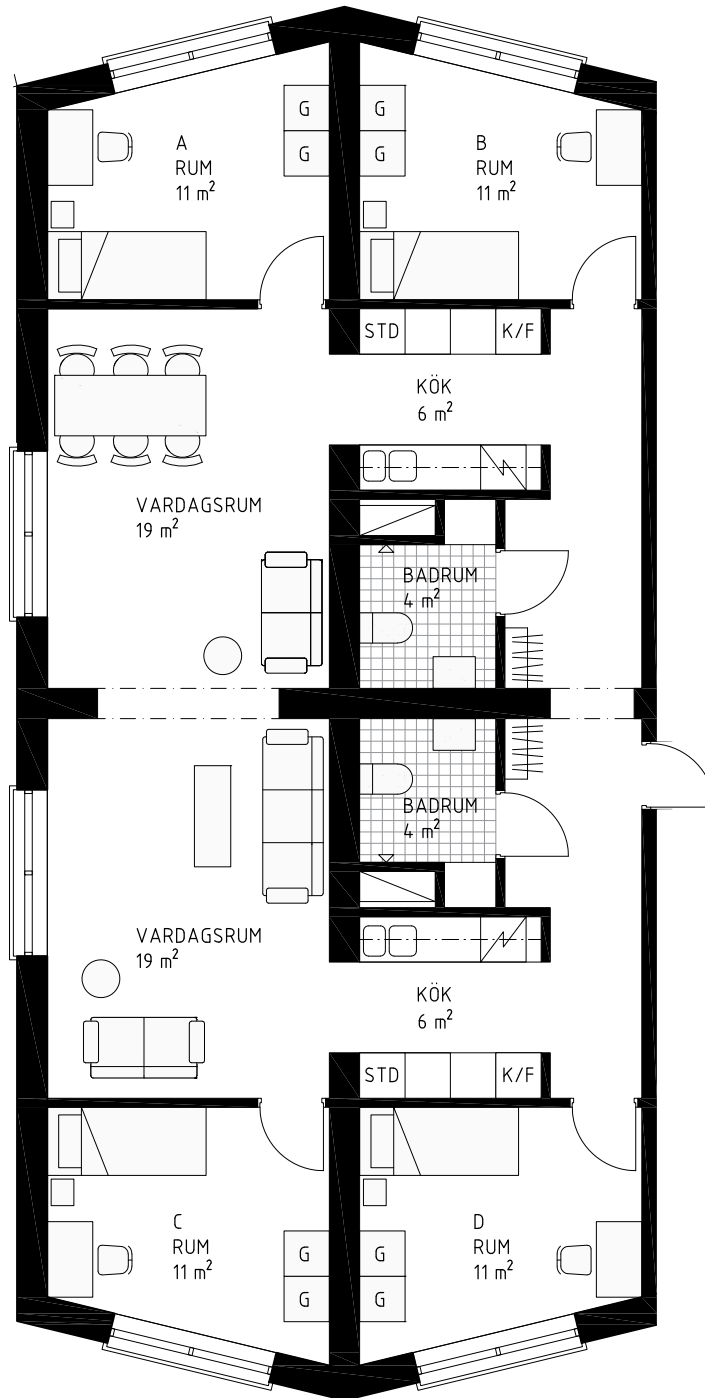 G
G
A
RUM
11 m²
G
G
B
RUM
11 m²
STD
K/F
KÖK
6 m²
VARDAGSRUM
19 m²
BADRUM
4 m²
BADRUM
4 m²
VARDAGSRUM
19 m²
KÖK
6 m²
STD
K/F
C
RUM
11 m²
G
G
G
G
D
RUM
11 m²